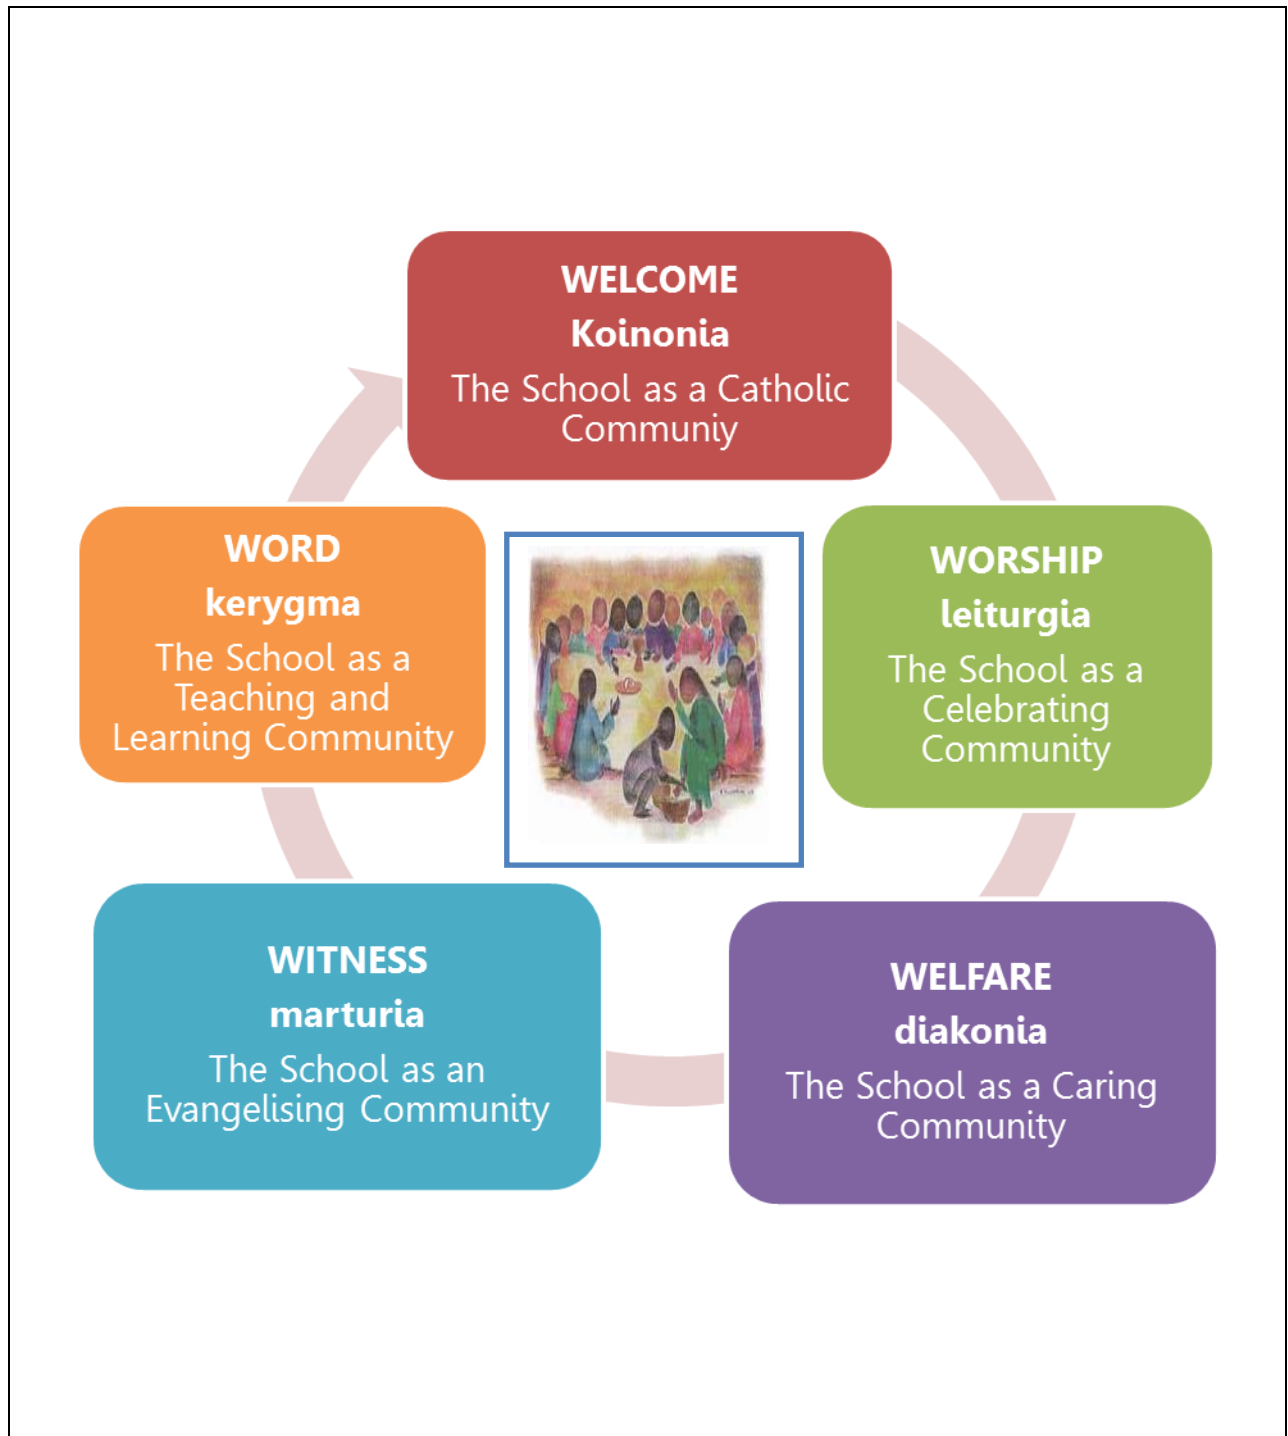 WELCOME
Koinonia
The School as a Catholic
Communiy
WORSHIP
leiturgia
The School as a
Celebrating
Community
WELFARE
diakonia
The School as a Caring
Community
WITNESS
marturia
The School as an
Evangelising Community
WORD
kerygma
The School as a
Teaching and
Learning Community